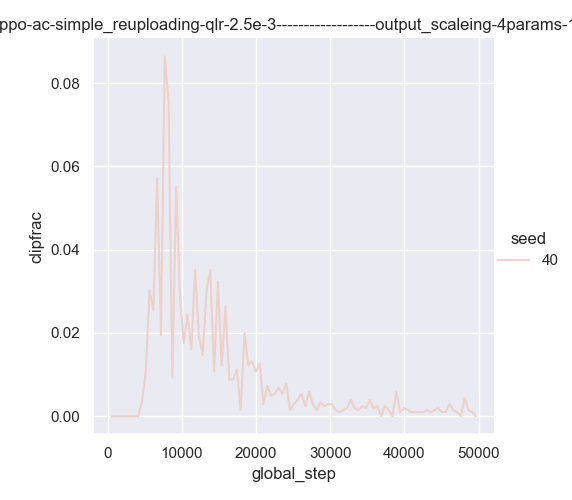 ppo-ac-simple_reuploading-qlr-2.5e-3------------------output_scaleing-4params-1
0.08
0.06
0.04
0.02
0.00
clipfrac
0 10000 20000 30000 40000 50000
global_step
seed
40